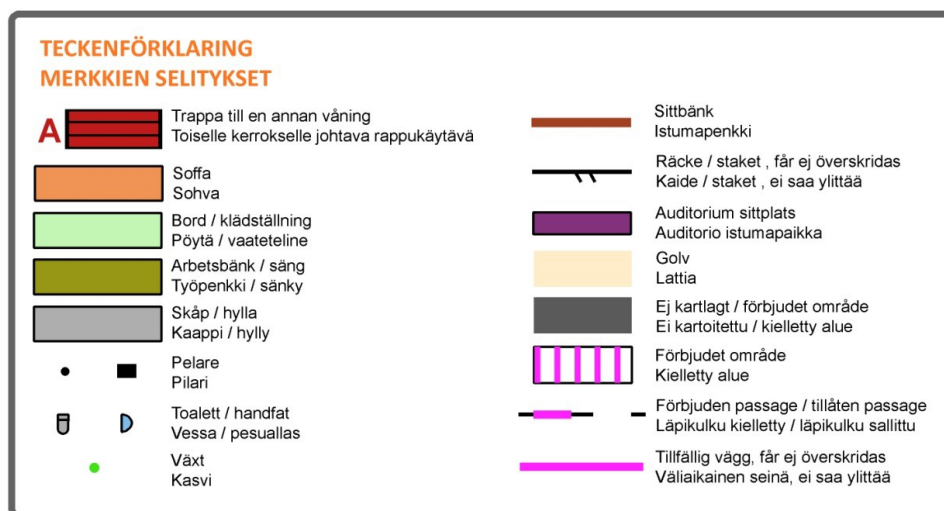 TECKENFÖRKLARING
MERKKIEN SELITYKSET
A
Trappa till en annan våning
Toiselle kerrokselle johtava rappukäytävä
Soffa
Sohva
Bord / klädställning
Pöytä / vaateteline
Arbetsbänk / säng
Työpenkki / sänky
Skåp / hylla
Kaappi / hylly
Pelare
Pilari
Toalett / handfat
Vessa / pesuallas
Växt
Kasvi
Sittbänk
Istumapenkki
Räcke / staket , får ej överskridas
Kaide / staket , ei saa ylittää
Auditorium sittplats
Auditorio istumapaikka
Golv
Lattia
Ej kartlagt / förbjudet område
Ei kartoitettu / kielletty alue
Förbjudet område
Kielletty alue
Förbjuden passage / tillåten passage
Läpikulku kielletty / läpikulku sallittu
Tillfällig vägg, får ej överskridas
Väliaikainen seinä, ei saa ylittää